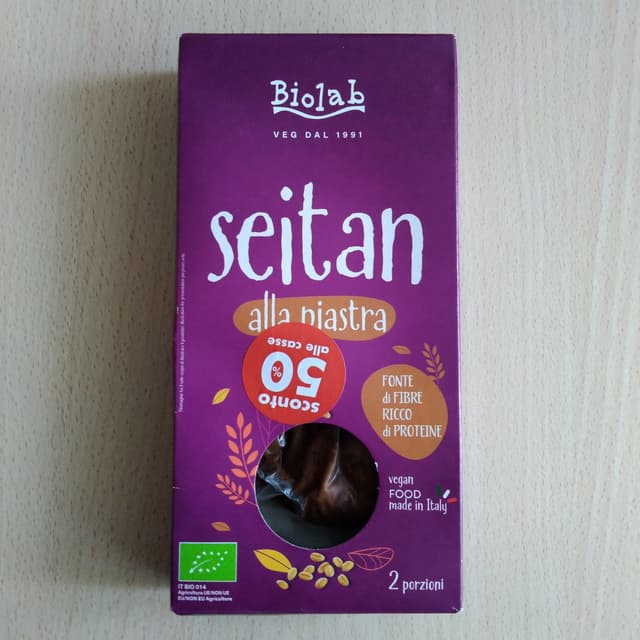 Biolab
VEG DAL 1991
seitan
alla piastra
sconto
50%
alle casse
FONTE
di FIBRE
RICCO
di PROTEINE
vegan
FOOD
made in Italy
2 porzioni
IT BIO 014
Agricoltura UE/NON UE
EU/NON EU Agriculture